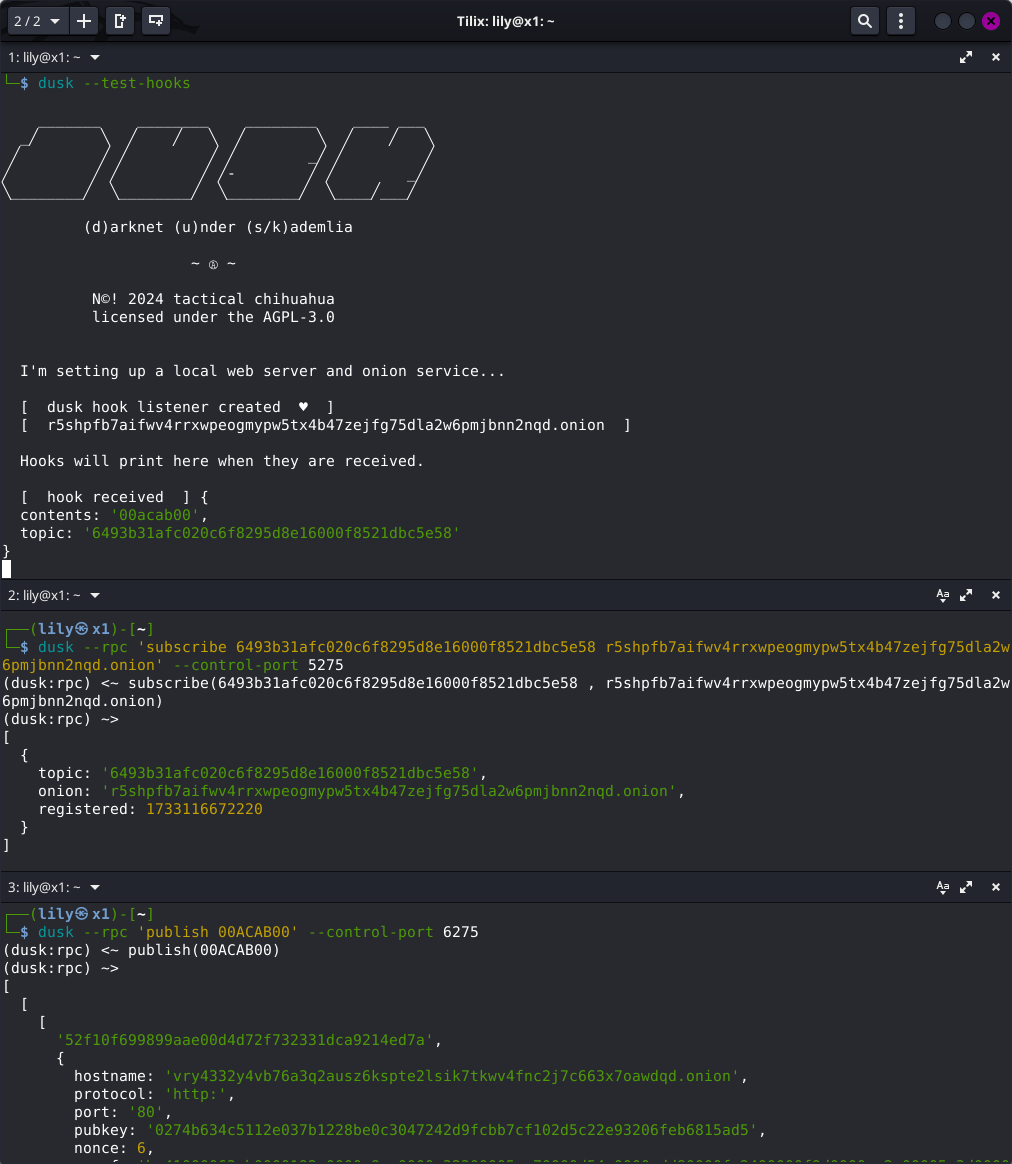 2 / 2
Tilix: lily@x1: ~
1: lily@x1: ~
└─$ dusk --test-hooks
(d)arknet (u)nder (s/k)ademlia
~ Ⓐ ~
N©! 2024 tactical chihuahua
licensed under the AGPL-3.0
I'm setting up a local web server and onion service...
[  dusk hook listener created  ♥  ]
[  r5shpfb7aifwv4rrxwpeogmypw5tx4b47zejfg75dla2w6pmjbnn2nqd.onion  ]
Hooks will print here when they are received.
[  hook received  ] {
contents: '00acab00',
topic: '6493b31afc020c6f8295d8e16000f8521dbc5e58'
}
2: lily@x1: ~
┌──(lily㉿x1)-[~]
└─$ dusk --rpc 'subscribe 6493b31afc020c6f8295d8e16000f8521dbc5e58 r5shpfb7aifwv4rrxwpeogmypw5tx4b47zejfg75dla2w
6pmjbnn2nqd.onion' --control-port 5275
(dusk:rpc) <~ subscribe(6493b31afc020c6f8295d8e16000f8521dbc5e58 , r5shpfb7aifwv4rrxwpeogmypw5tx4b47zejfg75dla2w
6pmjbnn2nqd.onion)
(dusk:rpc) ~>
[
{
topic: '6493b31afc020c6f8295d8e16000f8521dbc5e58',
onion: 'r5shpfb7aifwv4rrxwpeogmypw5tx4b47zejfg75dla2w6pmjbnn2nqd.onion',
registered: 1733116672220
}
]
3: lily@x1: ~
┌──(lily㉿x1)-[~]
└─$ dusk --rpc 'publish 00ACAB00' --control-port 6275
(dusk:rpc) <~ publish(00ACAB00)
(dusk:rpc) ~>
[
[
[
'52f10f699899aae00d4d72f732331dca9214ed7a',
{
hostname: 'vry4332y4vb76a3q2ausz6kspte2lsik7tkwv4fnc2j7c663x7oawdqd.onion',
protocol: 'http:',
port: '80',
pubkey: '0274b634c5112e037b1228be0c3047242d9fcbb7cf102d5c22e93206feb6815ad5',
nonce: 6,